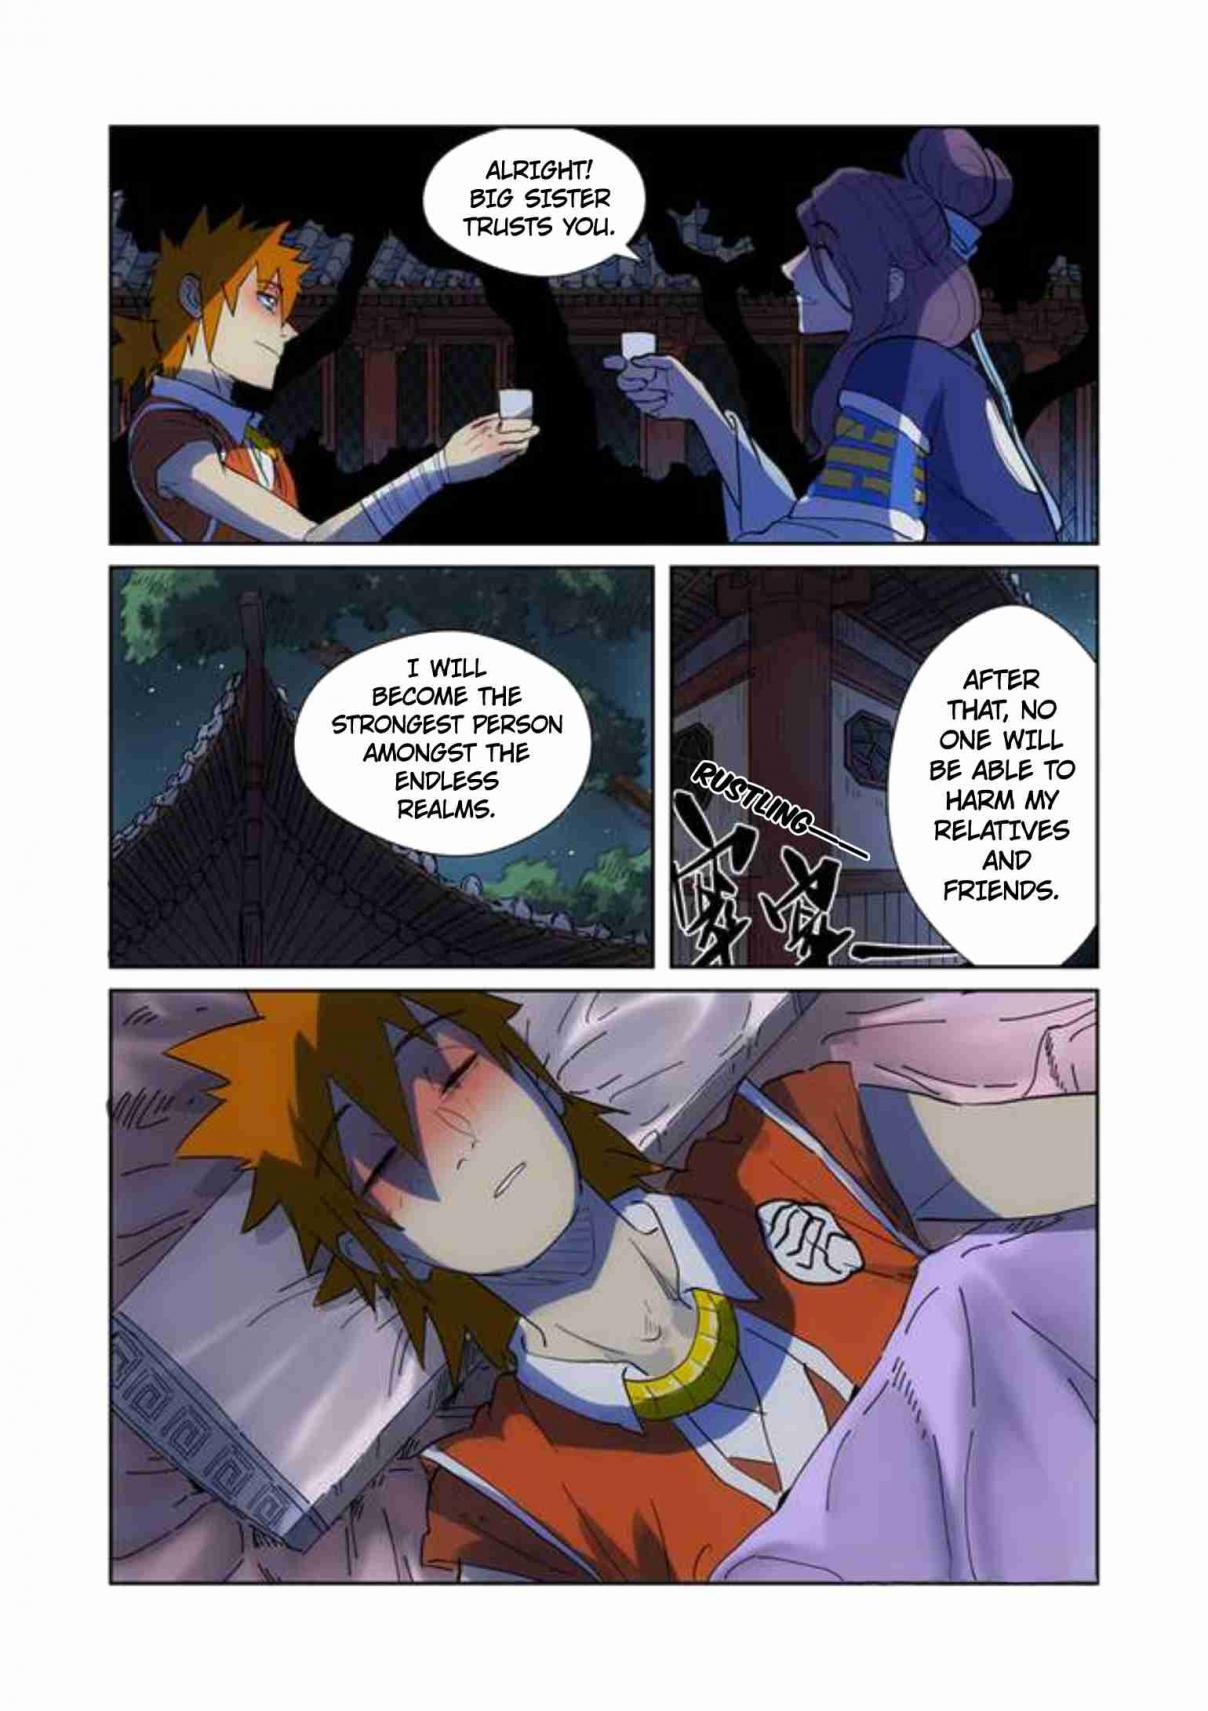 ALRIGHT!
BIG SISTER
TRUSTS YOU.
I WILL
BECOME THE
STRONGEST PERSON
AMONGST THE
ENDLESS
REALMS.
AFTER
THAT, NO
ONE WILL
BE ABLE TO
HARM MY
RELATIVES
AND
FRIENDS.
RUSTLING—